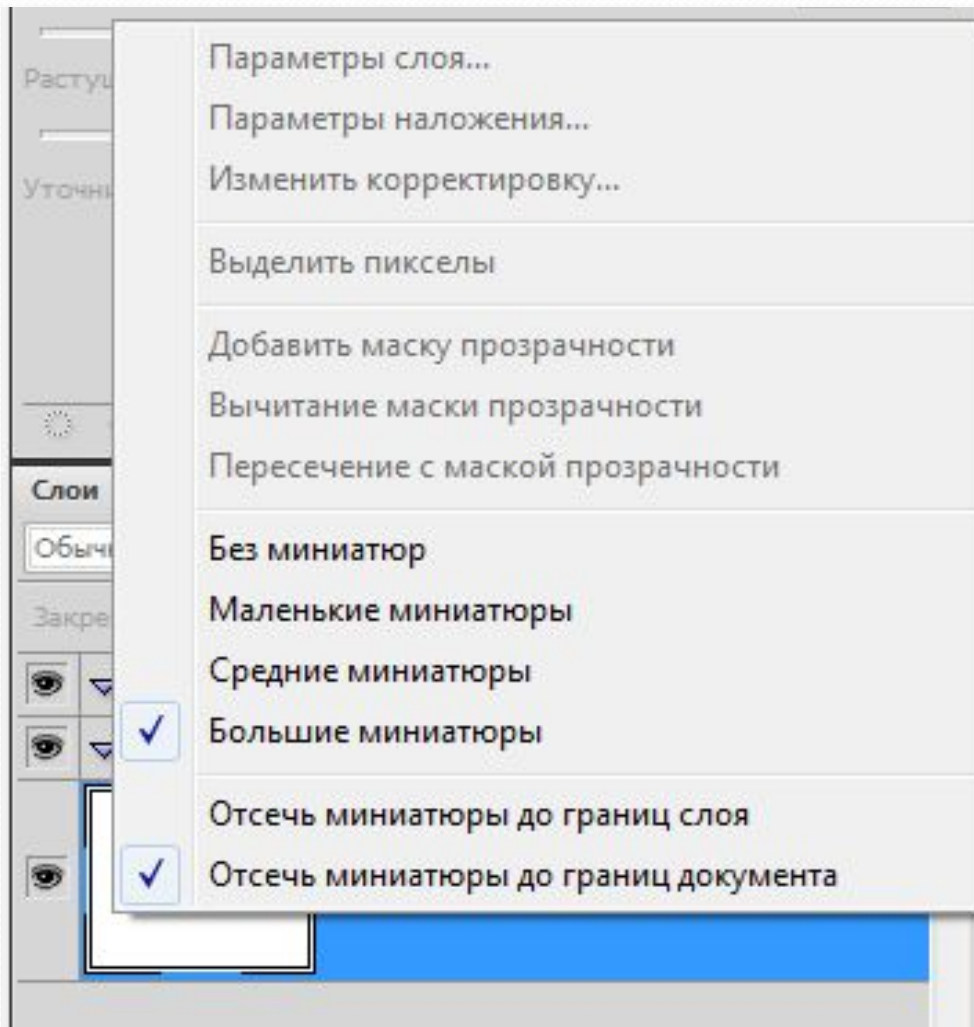 Параметры слоя...
Параметры наложения...
Изменить корректировку...
Выделить пикселы
Добавить маску прозрачности
Вычитание маски прозрачности
Пересечение с маской прозрачности
Слои
Без миниатюр
Маленькие миниатюры
Средние миниатюры
Большие миниатюры
Отсечь миниатюры до границ слоя
Отсечь миниатюры до границ документа